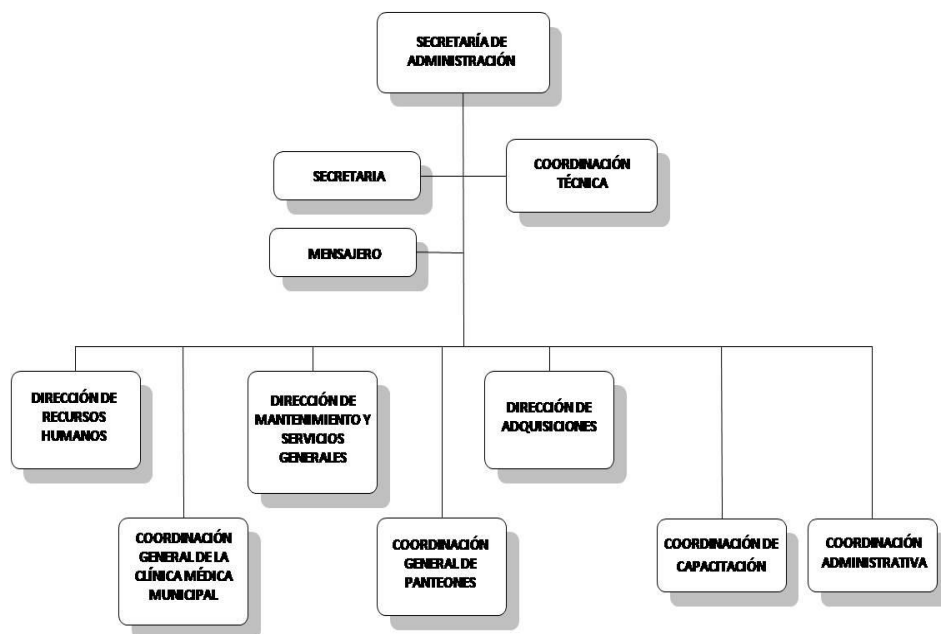 SECRETARÍA DE
ADMINISTRACIÓN
SECRETARIA
COORDINACIÓN
TÉCNICA
MENSAJERO
DIRECCIÓN DE
RECURSOS
HUMANOS
DIRECCIÓN DE
MANTENIMIENTO Y
SERVICIOS
GENERALES
DIRECCIÓN DE
ADQUISICIONES
COORDINACIÓN
GENERAL DE LA
CLÍNICA MÉDICA
MUNICIPAL
COORDINACIÓN
GENERAL DE
PANTEONES
COORDINACIÓN DE
CAPACITACIÓN
COORDINACIÓN
ADMINISTRATIVA